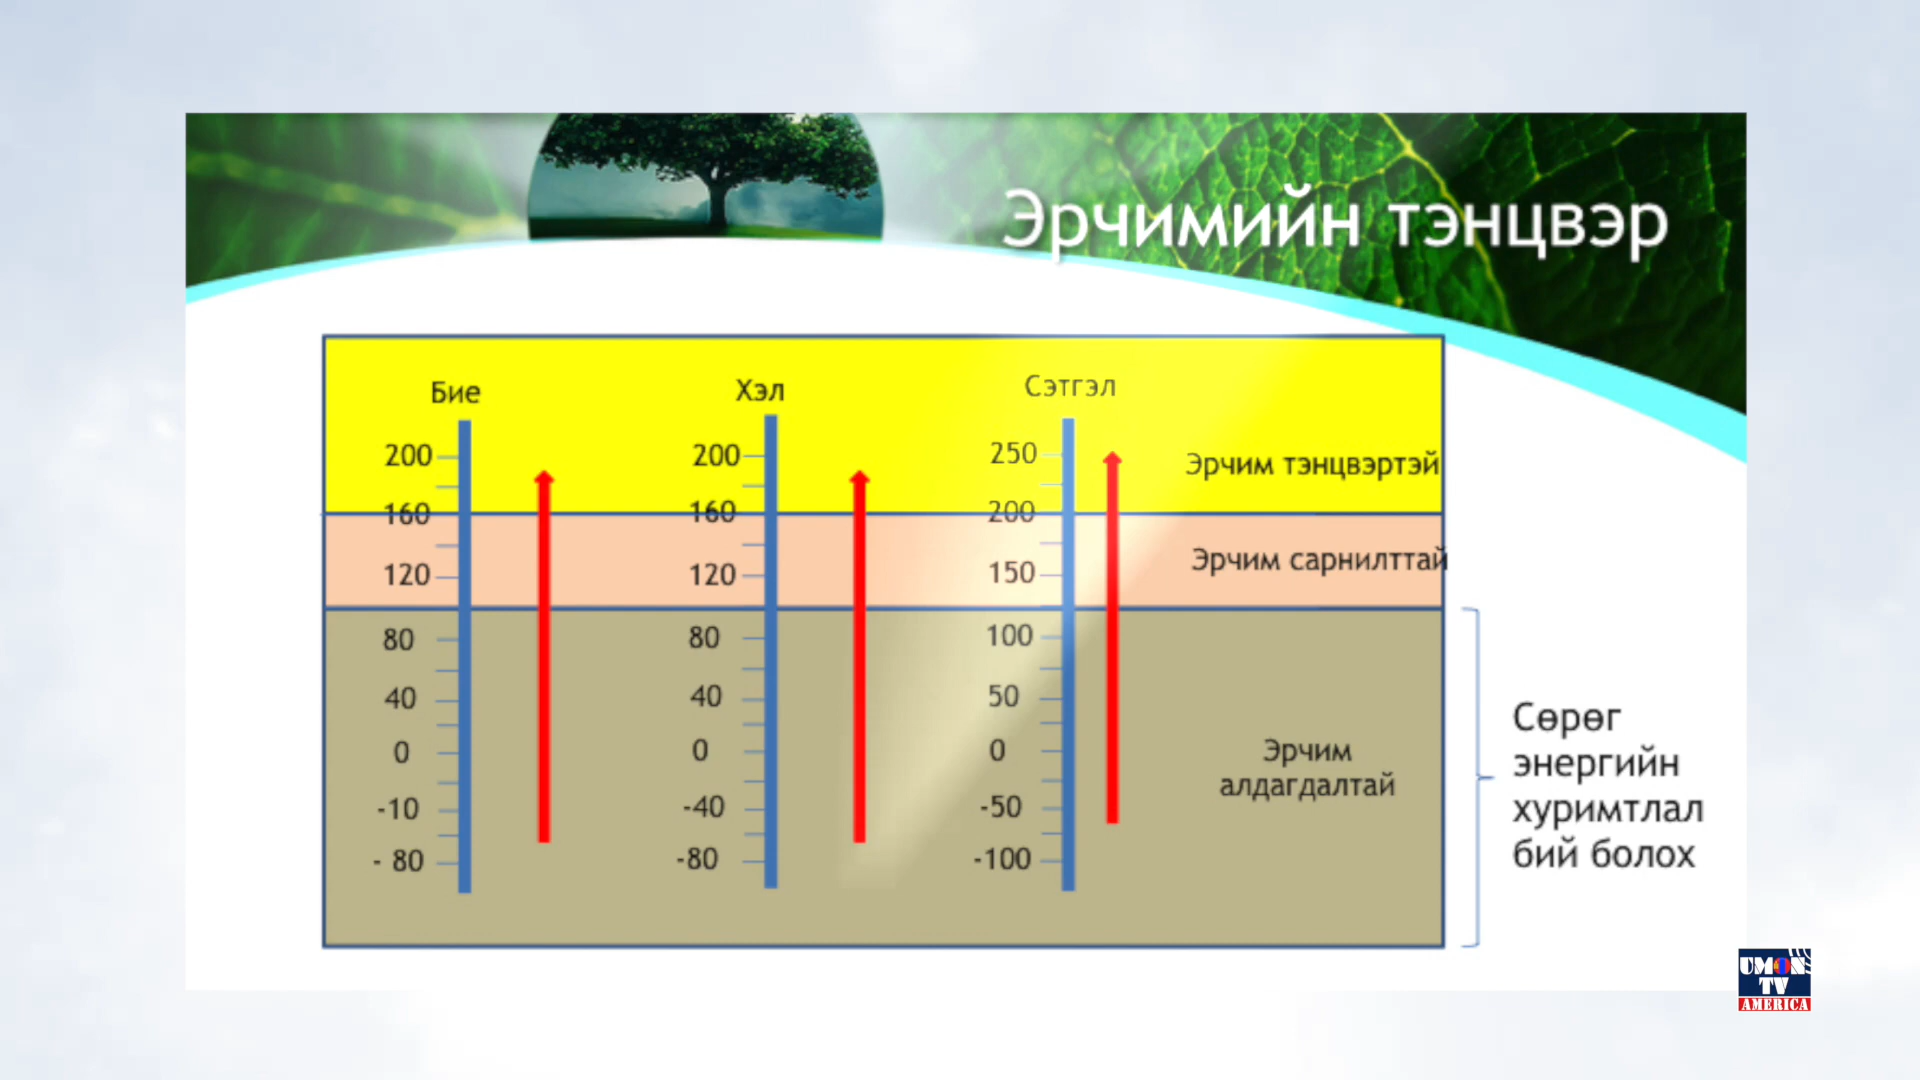 Эрчимийн тэнцвэр
Бие Хэл Сэтгэл
200 200 250 Эрчим тэнцвэртэй
160 160 200
120 120 150 Эрчим сарнилттай
80 80 100
40 40 50
0 0 0
-10 -40 -50
- 80 -80 -100
Эрчим
алдагдалтай
Сөрөг
энергийн
хуримтлал
бий болох
UMON
TV
AMERICA